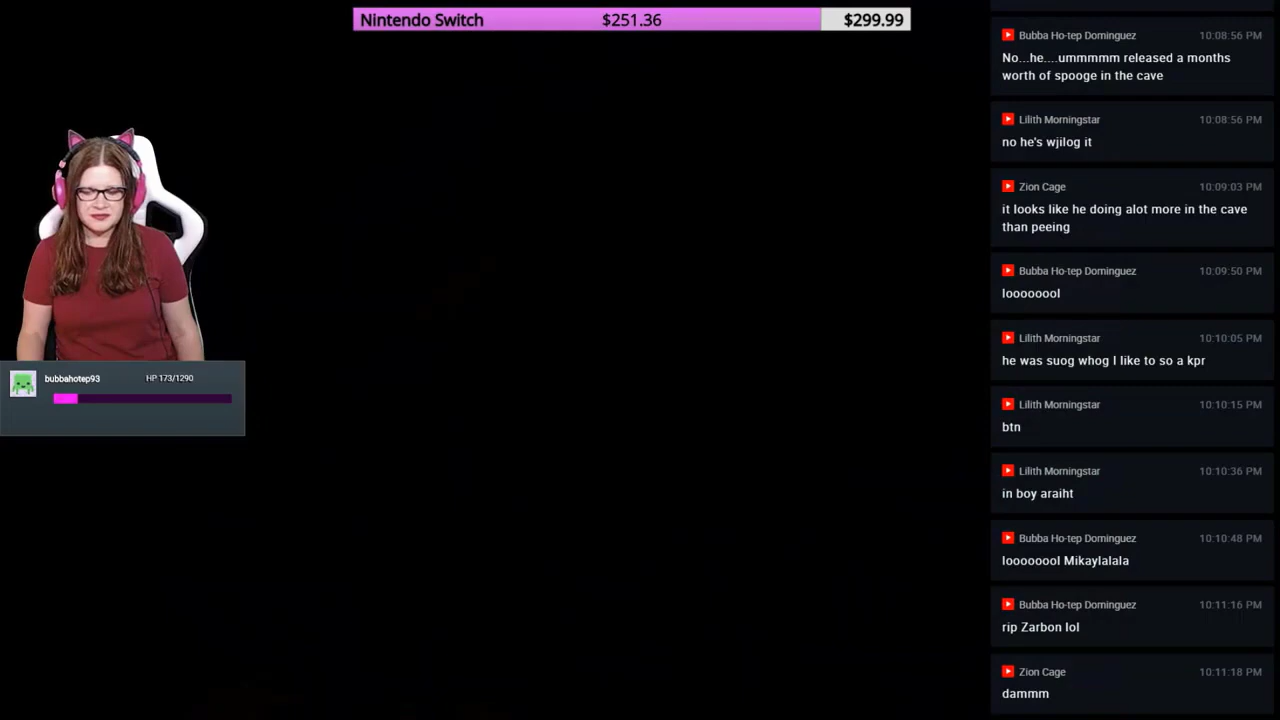 Nintendo Switch $251.36 $299.99
Bubba Ho-tep Dominguez 10:08:56 PM
No...he....ummmmm released a months
worth of spooge in the cave
Lilith Morningstar 10:08:56 PM
no he's wjilog it
Zion Cage 10:09:03 PM
it looks like he doing alot more in the cave
than peeing
Bubba Ho-tep Dominguez 10:09:50 PM
loooooool
Lilith Morningstar 10:10:05 PM
he was suog whog I like to so a kpr
Lilith Morningstar 10:10:15 PM
btn
Lilith Morningstar 10:10:36 PM
in boy araiht
Bubba Ho-tep Dominguez 10:10:48 PM
loooooool Mikaylalala
Bubba Ho-tep Dominguez 10:11:16 PM
rip Zarbon lol
Zion Cage 10:11:18 PM
dammm
bubbahotep93 HP 173/1290